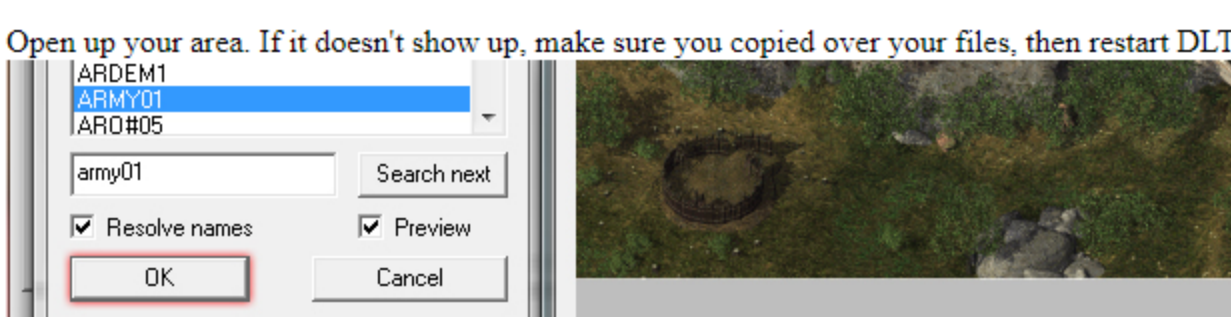 Open up your area. If it doesn't show up, make sure you copied over your files, then restart DLT
ARDEM1
ARMY01
ARO#05
army01
Search next
Resolve names
Preview
OK
Cancel